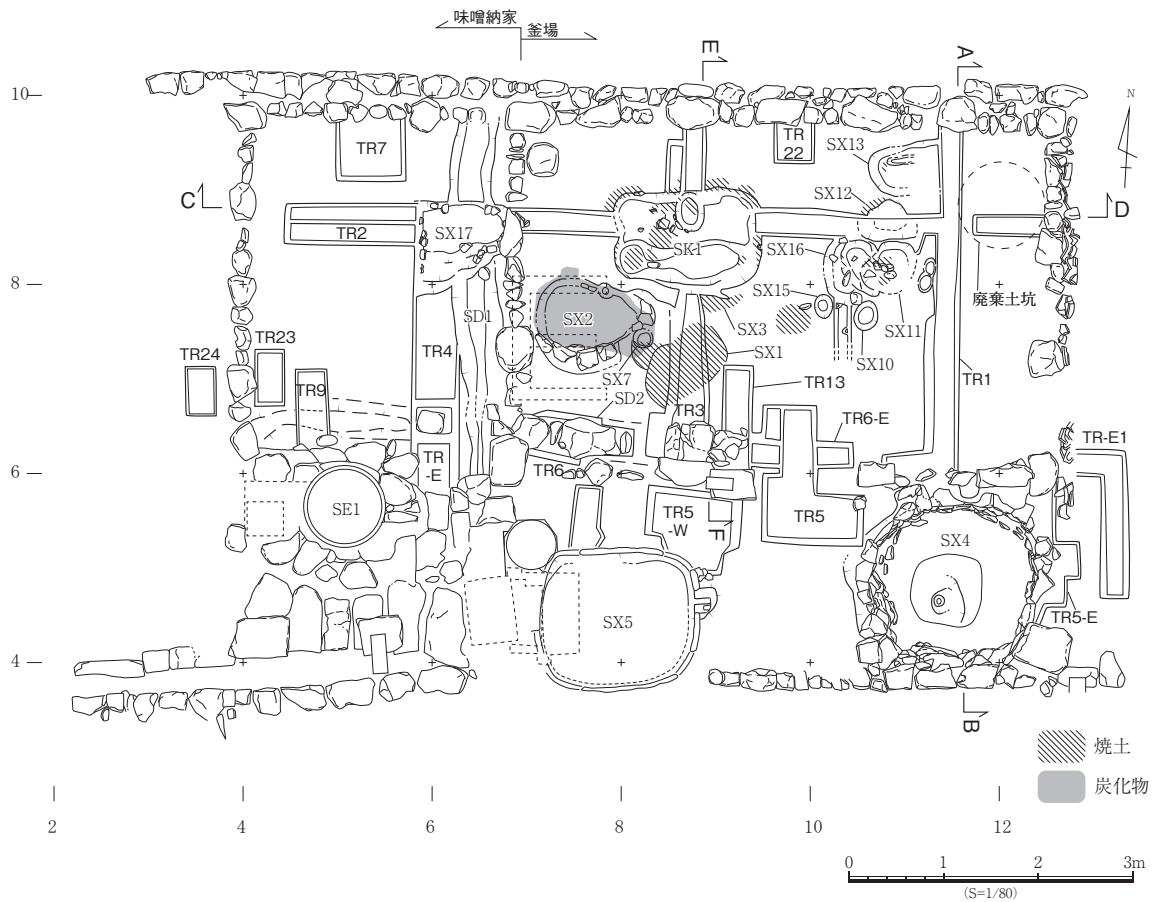 味噌納家
釜場
E
A
N
10
TR7
TR
22
SX13
SX12
C
D
TR2
SX17
SK1
SX16
8
SX15
廃棄土坑
SX2
SD1
SX3
SX11
TR23
TR24
TR4
SX1
SX10
SX7
TR1
TR9
TR13
SD2
TR3
TR6-E
TR-E1
TR
-E
6
TR6
SE1
TR5
-W
F
TR5
SX4
SX5
TR5-E
4
B
焼土
炭化物
2
4
6
8
10
12
0
1
2
3m
(S=1/80)